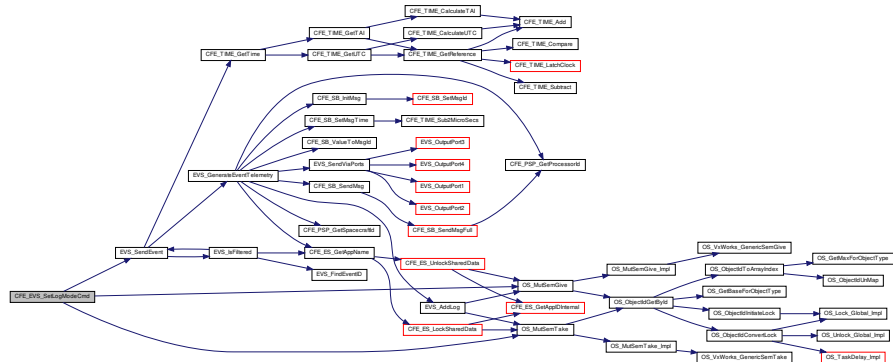 CFE_TIME_CalculateTAI
CFE_TIME_Add
CFE_TIME_GetTAI
CFE_TIME_CalculateUTC
CFE_TIME_Compare
CFE_TIME_GetTime
CFE_TIME_GetUTC
CFE_TIME_GetReference
CFE_TIME_LatchClock
CFE_TIME_Subtract
CFE_SB_InitMsg
CFE_SB_SetMsgId
CFE_SB_SetMsgTime
CFE_TIME_Sub2MicroSecs
CFE_SB_ValueToMsgId
EVS_OutputPort3
EVS_SendViaPorts
EVS_OutputPort4
CFE_PSP_GetProcessorId
EVS_GenerateEventTelemetry
CFE_SB_SendMsg
EVS_OutputPort1
EVS_OutputPort2
CFE_PSP_GetSpacecraftId
CFE_SB_SendMsgFull
EVS_SendEvent
EVS_IsFiltered
CFE_ES_GetAppName
CFE_ES_UnlockSharedData
EVS_FindEventID
OS_VxWorks_GenericSemGive
OS_MutSemGive_Impl
OS_ObjectIdToArrayIndex
OS_GetMaxForObjectType
OS_ObjectIdUnMap
OS_MutSemGive
OS_GetBaseForObjectType
CFE_EVS_SetLogModeCmd
EVS_AddLog
CFE_ES_GetAppIDInternal
OS_ObjectIdGetById
OS_ObjectIdInitiateLock
OS_Lock_Global_Impl
CFE_ES_LockSharedData
OS_MutSemTake
OS_ObjectIdConvertLock
OS_Unlock_Global_Impl
OS_MutSemTake_Impl
OS_VxWorks_GenericSemTake
OS_TaskDelay_Impl